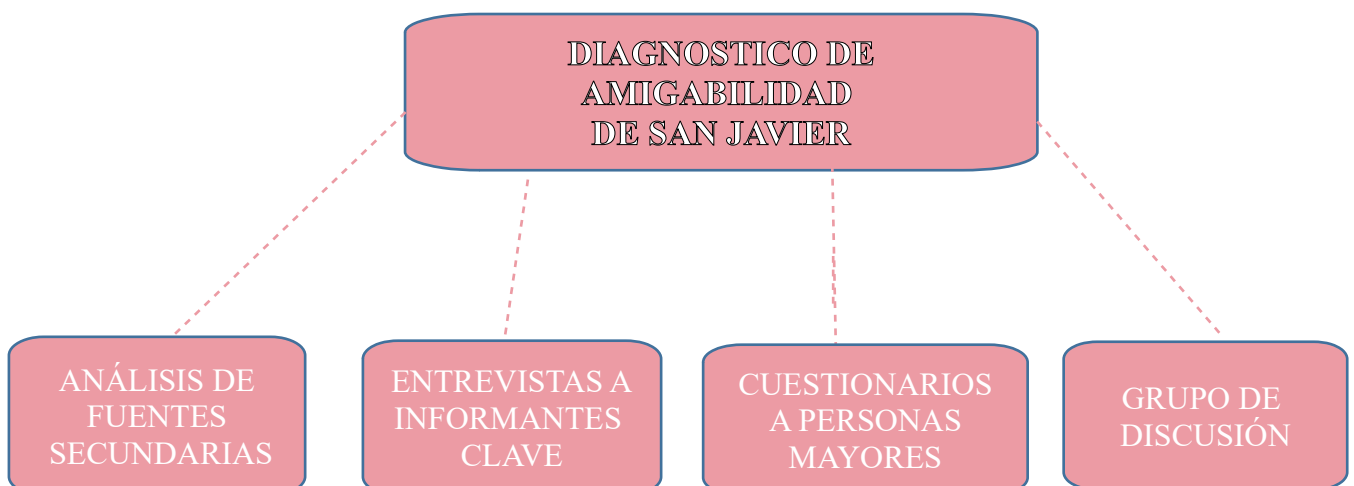 DIAGNOSTICO DE
AMIGABILIDAD
DE SAN JAVIER
ANÁLISIS DE
FUENTES
SECUNDARIAS
ENTREVISTAS A
INFORMANTES
CLAVE
CUESTIONARIOS
A PERSONAS
MAYORES
GRUPO DE
DISCUSIÓN